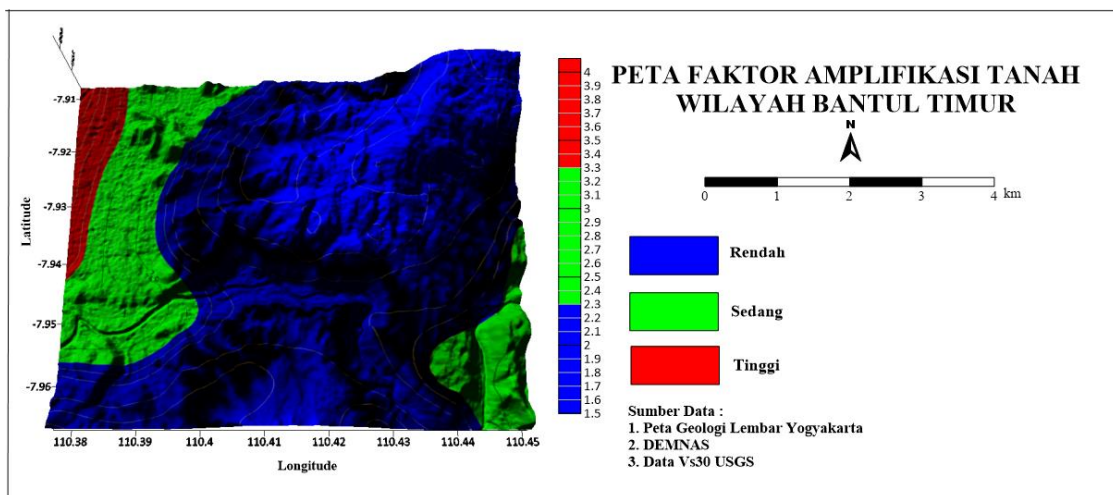 PETA FAKTOR AMPLIFIKASI TANAH
WILAYAH BANTUL TIMUR
N
0 1 2 3 4 km
Rendah
Sedang
Tinggi
Sumber Data :
1. Peta Geologi Lembar Yogyakarta
2. DEMNAS
3. Data Vs30 USGS
Latitude
-7.91
-7.92
-7.93
-7.94
-7.95
-7.96
110.38 110.39 110.4 110.41 110.42 110.43 110.44 110.45
Longitude
4
3.9
3.8
3.7
3.6
3.5
3.4
3.3
3.2
3.1
3
2.9
2.8
2.7
2.6
2.5
2.4
2.3
2.2
2.1
2
1.9
1.8
1.7
1.6
1.5